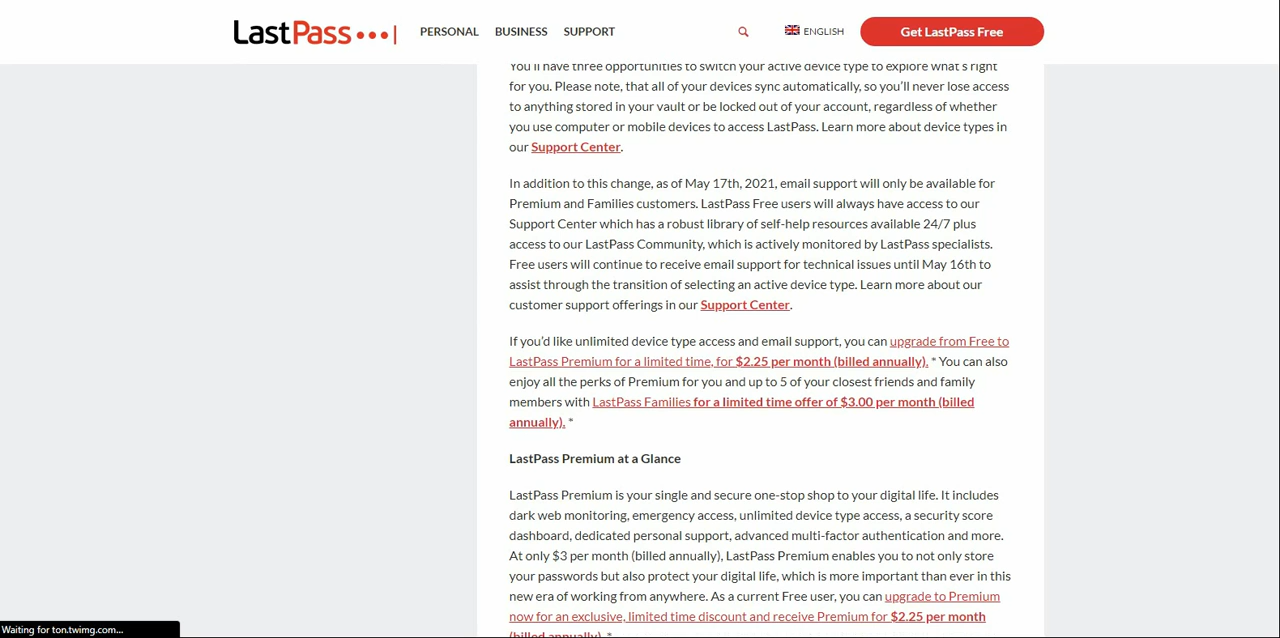 LastPass
PERSONAL BUSINESS SUPPORT
ENGLISH
Get LastPass Free
You'll have three opportunities to switch your active device type to explore what's right
for you. Please note, that all of your devices sync automatically, so you'll never lose access
to anything stored in your vault or be locked out of your account, regardless of whether
you use computer or mobile devices to access LastPass. Learn more about device types in
our Support Center.
In addition to this change, as of May 17th, 2021, email support will only be available for
Premium and Families customers. LastPass Free users will always have access to our
Support Center which has a robust library of self-help resources available 24/7 plus
access to our LastPass Community, which is actively monitored by LastPass specialists.
Free users will continue to receive email support for technical issues until May 16th to
assist through the transition of selecting an active device type. Learn more about our
customer support offerings in our Support Center.
If you'd like unlimited device type access and email support, you can upgrade from Free to
LastPass Premium for a limited time, for $2.25 per month (billed annually). * You can also
enjoy all the perks of Premium for you and up to 5 of your closest friends and family
members with LastPass Families for a limited time offer of $3.00 per month (billed
annually). *
LastPass Premium at a Glance
LastPass Premium is your single and secure one-stop shop to your digital life. It includes
dark web monitoring, emergency access, unlimited device type access, a security score
dashboard, dedicated personal support, advanced multi-factor authentication and more.
At only $3 per month (billed annually), LastPass Premium enables you to not only store
your passwords but also protect your digital life, which is more important than ever in this
new era of working from anywhere. As a current Free user, you can upgrade to Premium
now for an exclusive, limited time discount and receive Premium for $2.25 per month
(billed annually). *
Waiting for ton.twimg.com...